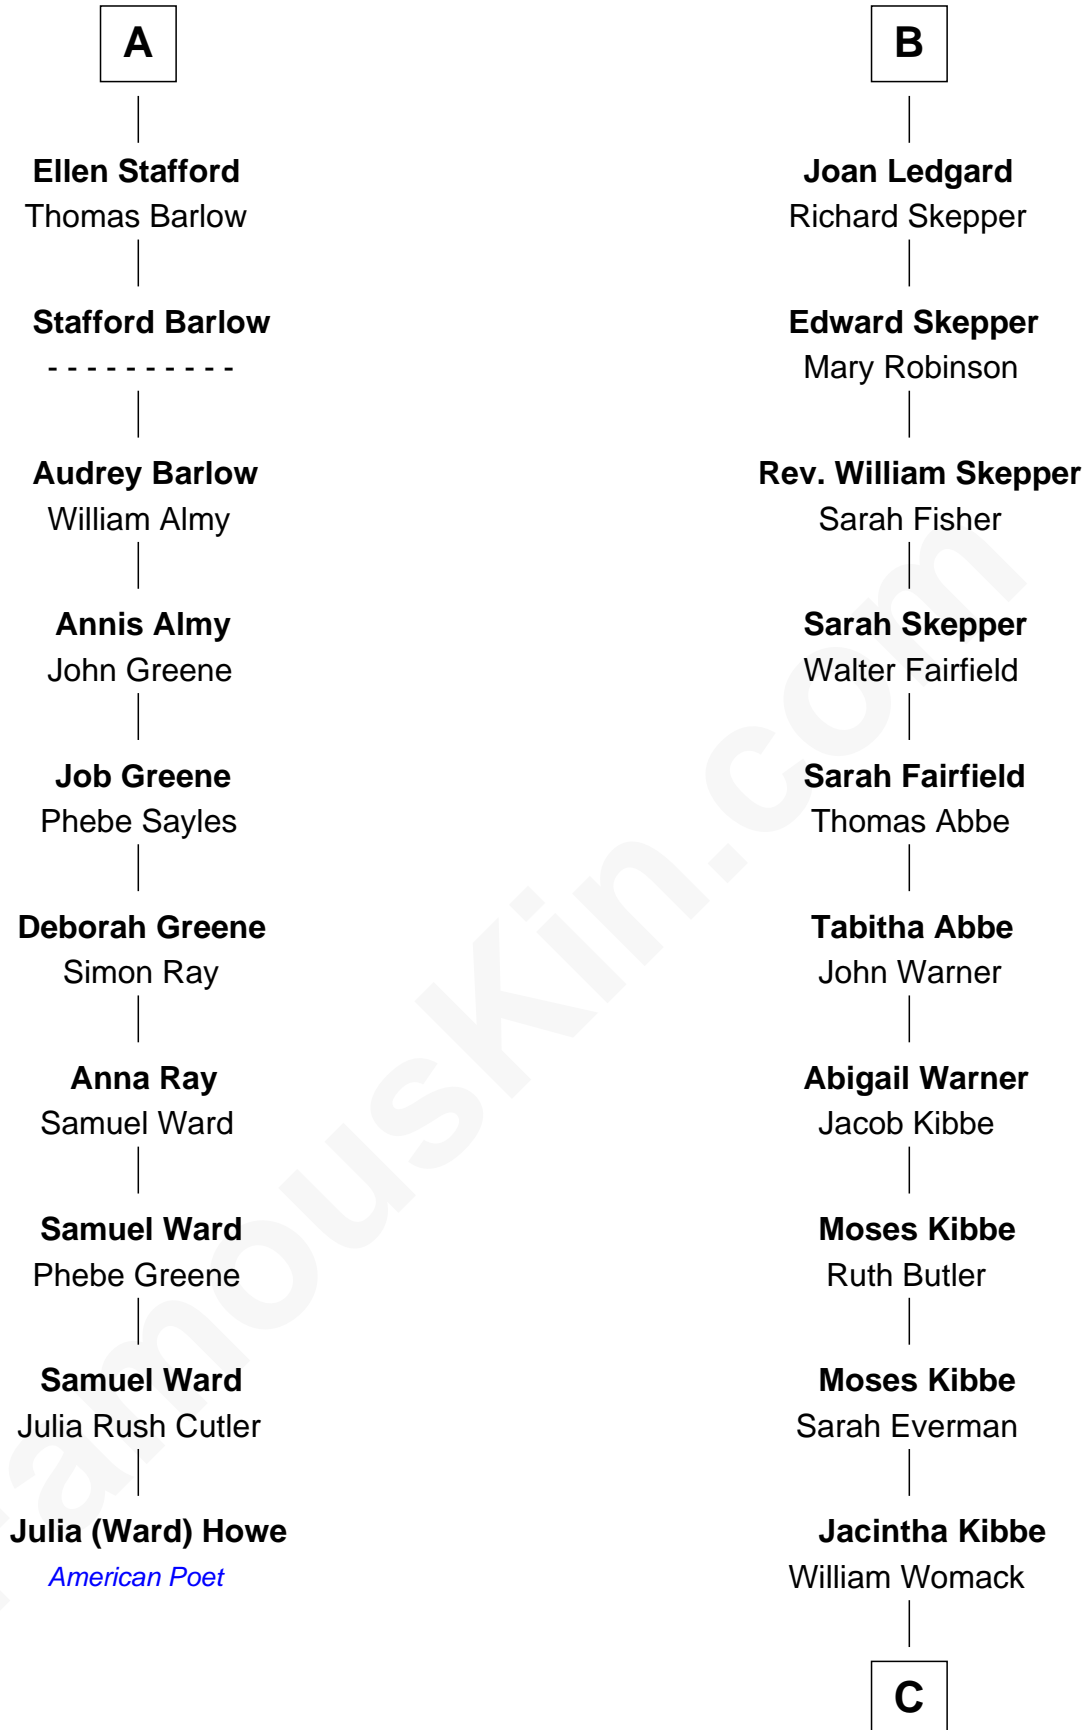 A
Ellen Stafford
Thomas Barlow
Stafford Barlow
- - - - - - - - - -
Audrey Barlow
William Almy
Annis Almy
John Greene
Job Greene
Phebe Sayles
Deborah Greene
Simon Ray
Anna Ray
Samuel Ward
Samuel Ward
Phebe Greene
Samuel Ward
Julia Rush Cutler
Julia (Ward) Howe
American Poet
B
Joan Ledgard
Richard Skepper
Edward Skepper
Mary Robinson
Rev. William Skepper
Sarah Fisher
Sarah Skepper
Walter Fairfield
Sarah Fairfield
Thomas Abbe
Tabitha Abbe
John Warner
Abigail Warner
Jacob Kibbe
Moses Kibbe
Ruth Butler
Moses Kibbe
Sarah Everman
Jacintha Kibbe
William Womack
C
FamousKin.com